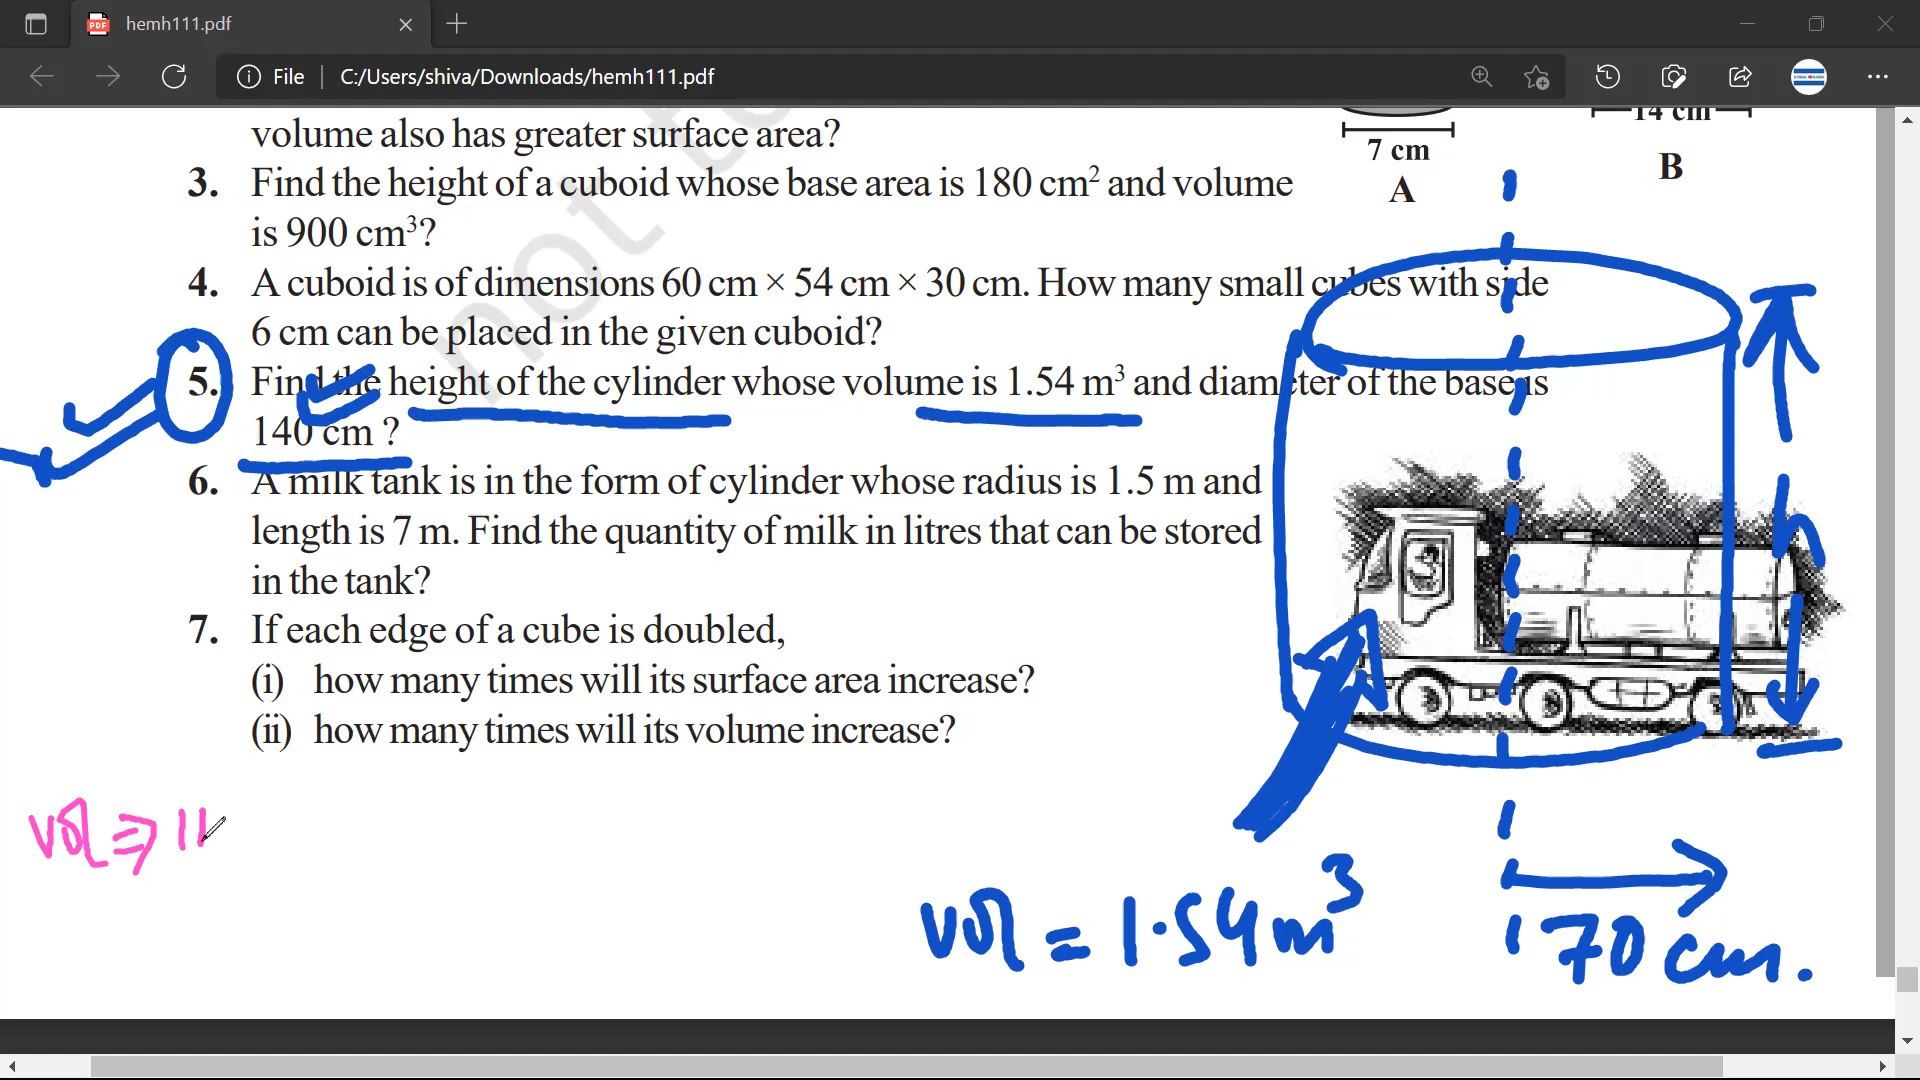 hemh111.pdf
File C:/Users/shiva/Downloads/hemh111.pdf
volume also has greater surface area?
7 cm
14 cm
A
B
3. Find the height of a cuboid whose base area is 180 cm² and volume
is 900 cm³?
4. A cuboid is of dimensions 60 cm × 54 cm × 30 cm. How many small cubes with side
6 cm can be placed in the given cuboid?
5. Find the height of the cylinder whose volume is 1.54 m³ and diameter of the base is
140 cm ?
6. A milk tank is in the form of cylinder whose radius is 1.5 m and
length is 7 m. Find the quantity of milk in litres that can be stored
in the tank?
7. If each edge of a cube is doubled,
(i) how many times will its surface area increase?
(ii) how many times will its volume increase?
h
vol ⇒
vol = 1.54 m³
70 cm.
not to